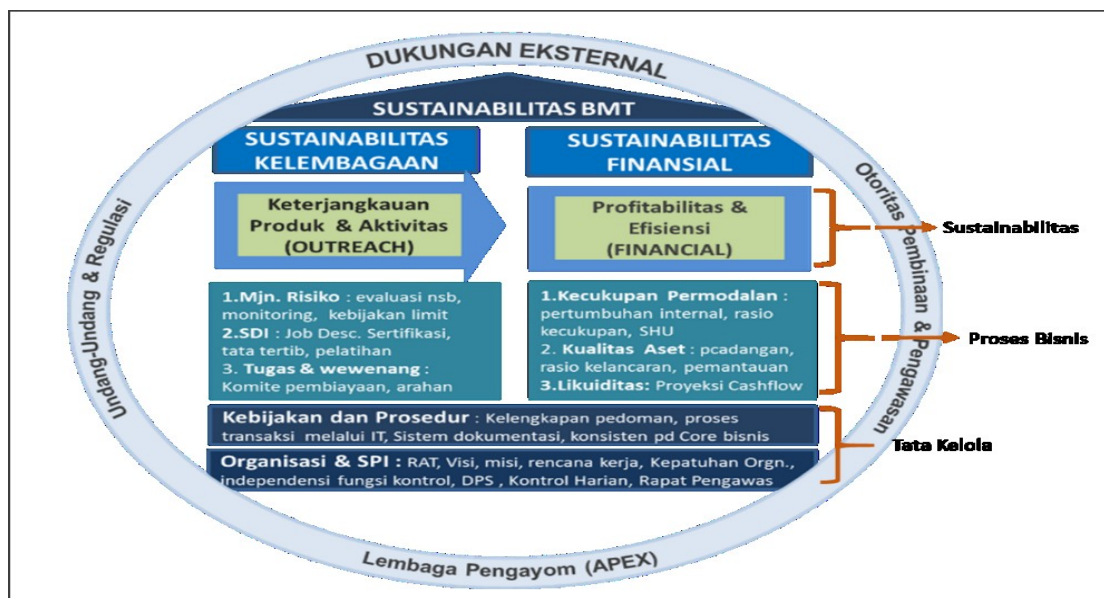 DUKUNGAN EKSTERNAL
SUSTAINABILITAS BMT
SUSTAINABILITAS
KELEMBAGAAN
SUSTAINABILITAS
FINANSIAL
Keterjangkauan
Produk & Aktivitas
(OUTREACH)
Profitabilitas &
Efisiensi
(FINANCIAL)
Sustainabilitas
1.Mjn. Risiko : evaluasi nsb,
monitoring, kebijakan limit
2.SDI : Job Desc. Sertifikasi,
tata tertib, pelatihan
3. Tugas & wewenang :
Komite pembiayaan, arahan
1.Kecukupan Permodalan :
pertumbuhan internal, rasio
kecukupan, SHU
2. Kualitas Aset : pcadangan,
rasio kelancaran, pemantauan
3.Likuiditas: Proyeksi Cashflow
Proses Bisnis
Kebijakan dan Prosedur : Kelengkapan pedoman, proses
transaksi melalui IT, Sistem dokumentasi, konsisten pd Core bisnis
Organisasi & SPI : RAT, Visi, misi, rencana kerja, Kepatuhan Orgn.,
independensi fungsi kontrol, DPS , Kontrol Harian, Rapat Pengawas
Tata Kelola
Undang-Undang & Regulasi
Otoritas Pembinaan & Pengawasan
Lembaga Pengayom (APEX)